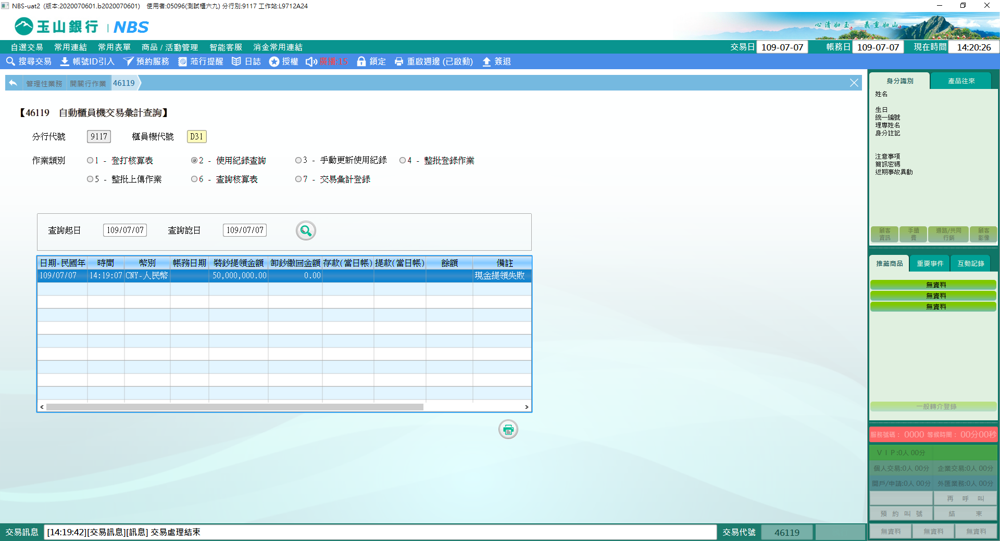 NBS-uat2 (版本:2020070601.b2020070601) 使用者:05096(測試櫃六九) 分行別:9117 工作站:L9712A24
玉山銀行 | NBS
心清如玉 義重如山
自選交易 常用連結 常用表單 商品 / 活動管理 智能客服 消金常用連結 交易日 109-07-07 帳務日 109-07-07 現在時間 14:20:26
搜尋交易 帳號ID引入 預約服務 蒞行提醒 日誌 授權 廣播:15 鎖定 重啟週邊 (已啟動) 簽退
管理性業務 開關行作業 46119
【46119 自動櫃員機交易彙計查詢】
分行代號 9117 櫃員機代號 D31
作業類別 1 - 登打核算表 2 - 使用紀錄查詢 3 - 手動更新使用紀錄 4 - 整批登錄作業
5 - 整批上傳作業 6 - 查詢核算表 7 - 交易彙計登錄
查詢起日 109/07/07 查詢訖日 109/07/07
日期-民國年 時間 幣別 帳務日期 裝鈔提領金額 卸鈔繳回金額 存款(當日帳) 提款(當日帳) 餘額 備註
109/07/07 14:19:07 CNY-人民幣 50,000,000.00 0.00 現金提領失敗
身分識別 產品往來
姓名
生日
統一編號
理專姓名
身分註記
注意事項
簡訊密碼
近期事故異動
顧客資訊 手續費 通路/共同行銷 顧客影像
推薦商品 重要事件 互動記錄
無資料
無資料
無資料
一般轉介登錄
服務號碼： 0000 等候時間： 00分00秒
ＶＩＰ:0人 00分
個人交易:0人 00分 企業交易:0人 00分
開戶/申請:0人 00分 外匯業務:0人 00分
再 呼 叫
預 約 叫 號 結 束
無資料 無資料 無資料
交易訊息 [14:19:42][交易訊息][訊息] 交易處理結束 交易代號 46119